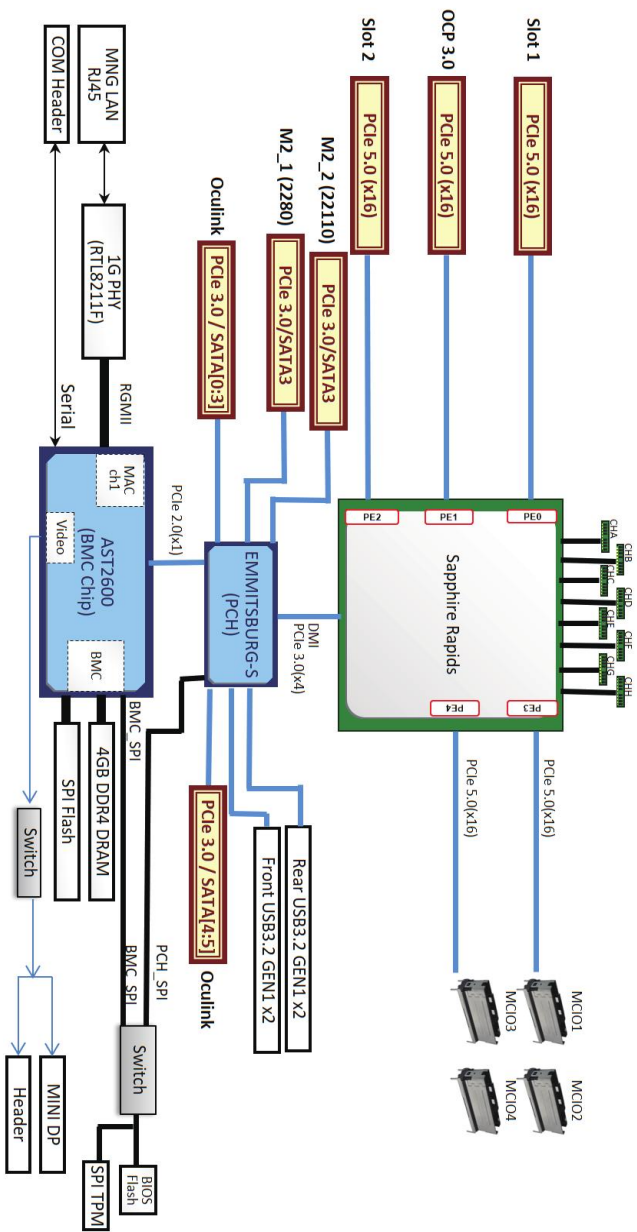 Slot 1
PCIe 5.0 (x16)
OCP 3.0
PCIe 5.0 (x16)
Slot 2
PCIe 5.0 (x16)
CHA
CHB
CHC
CHD
CHE
CHF
CHG
CHH
PE0
PE1
PE2
Sapphire Rapids
PE3
PE4
PCIe 5.0(x16)
PCIe 5.0(x16)
MCIO1
MCIO2
MCIO3
MCIO4
M2_2 (22110)
PCIe 3.0/SATA3
M2_1 (2280)
PCIe 3.0/SATA3
Oculink
PCIe 3.0 / SATA[0:3]
DMI
PCIe 3.0(x4)
EMMITSBURG-S
(PCH)
Rear USB3.2 GEN1 x2
Front USB3.2 GEN1 x2
PCIe 3.0 / SATA[4:5]
Oculink
PCIe 2.0(x1)
MNG LAN
RJ45
COM Header
1G PHY
(RTL8211F)
RGMII
Serial
MAC
ch1
AST2600
(BMC Chip)
Video
BMC
BMC_SPI
PCH_SPI
BMC_SPI
4GB DDR4 DRAM
SPI Flash
Switch
Switch
BIOS
Flash
SPI TPM
MINI DP
Header